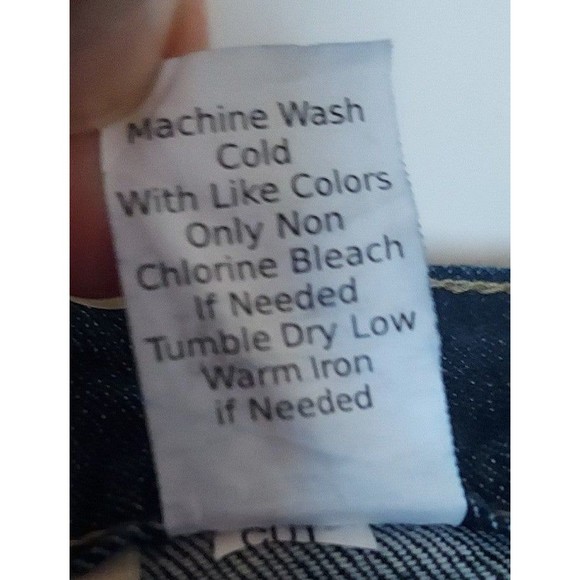 Machine Wash
Cold
With Like Colors
Only Non
Chlorine Bleach
If Needed
Tumble Dry Low
Warm Iron
if Needed